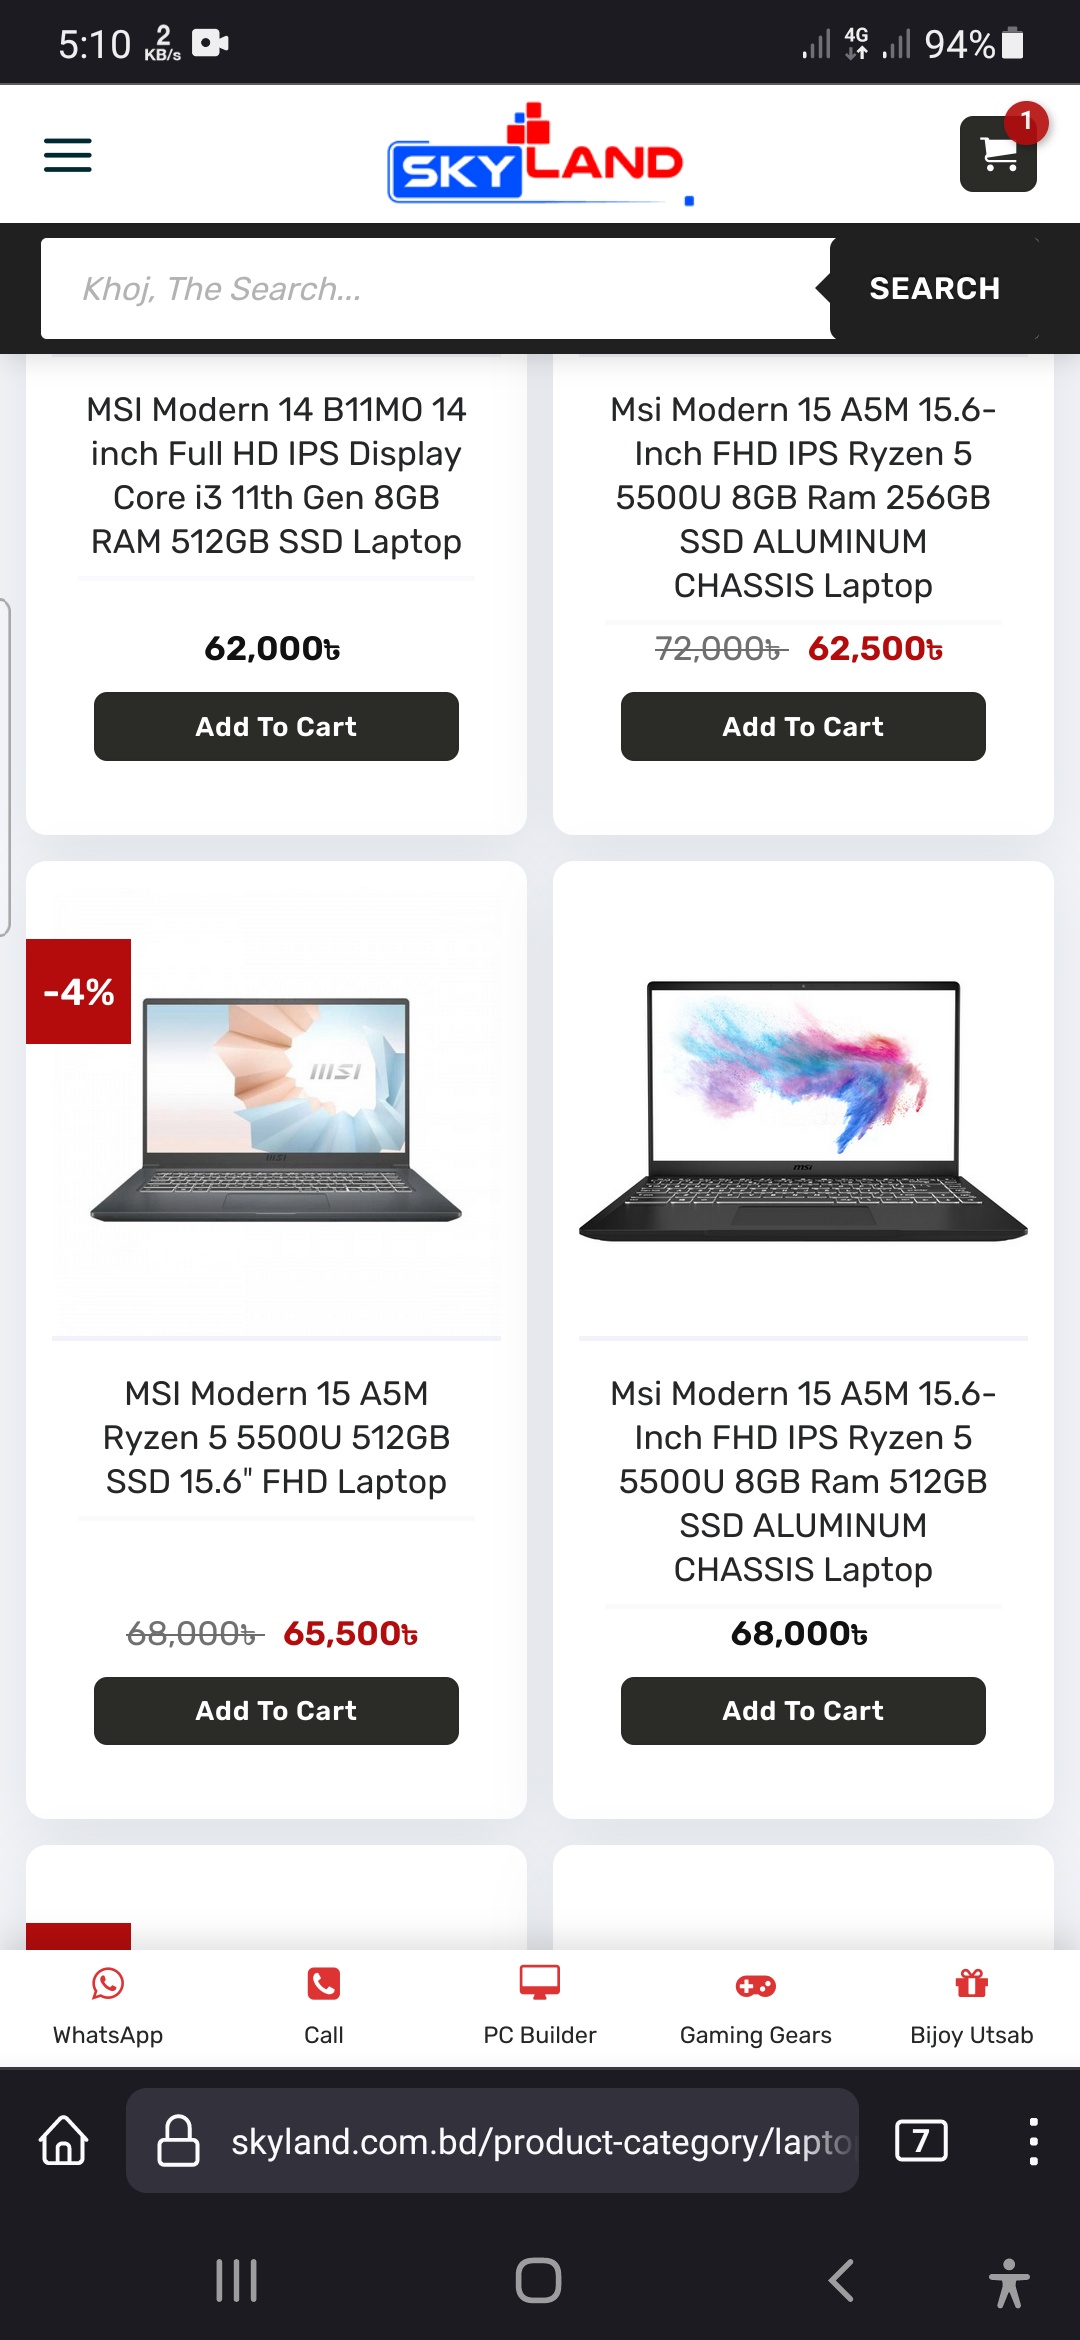 5:10 2 KB/s 4G 94%
SKYLAND
1
Khoj, The Search... SEARCH
MSI Modern 14 B11MO 14
inch Full HD IPS Display
Core i3 11th Gen 8GB
RAM 512GB SSD Laptop
62,000৳
Add To Cart
Msi Modern 15 A5M 15.6-
Inch FHD IPS Ryzen 5
5500U 8GB Ram 256GB
SSD ALUMINUM
CHASSIS Laptop
72,000৳ 62,500৳
Add To Cart
-4%
msi
msi
MSI Modern 15 A5M
Ryzen 5 5500U 512GB
SSD 15.6" FHD Laptop
68,000৳ 65,500৳
Add To Cart
msi
Msi Modern 15 A5M 15.6-
Inch FHD IPS Ryzen 5
5500U 8GB Ram 512GB
SSD ALUMINUM
CHASSIS Laptop
68,000৳
Add To Cart
WhatsApp Call PC Builder Gaming Gears Bijoy Utsab
skyland.com.bd/product-category/lapto 7